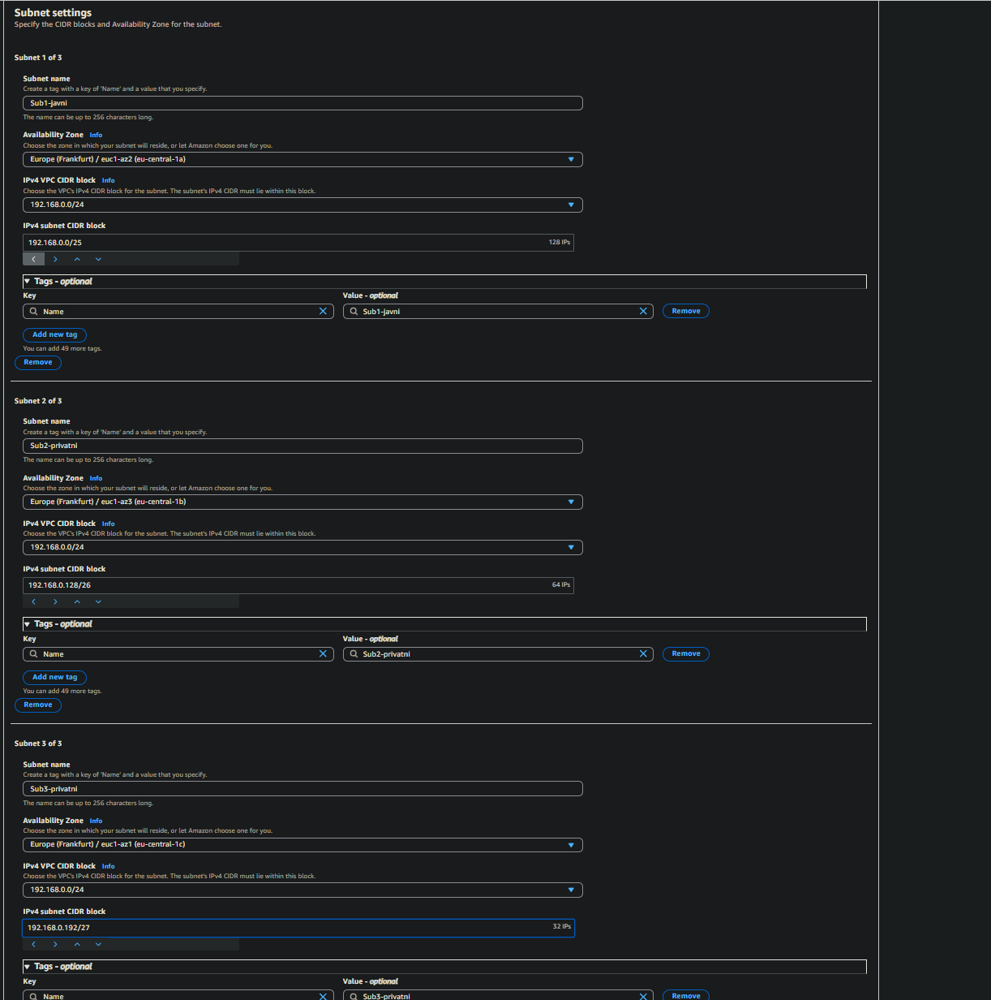 Subnet settings
Specify the CIDR blocks and Availability Zone for the subnet.
Subnet 1 of 3
Subnet name
Create a tag with a key of 'Name' and a value that you specify.
Sub1-javni
The name can be up to 256 characters long.
Availability Zone Info
Choose the zone in which your subnet will reside, or let Amazon choose one for you.
Europe (Frankfurt) / euc1-az2 (eu-central-1a)
IPv4 VPC CIDR block Info
Choose the VPC's IPv4 CIDR block for the subnet. The subnet's IPv4 CIDR must lie within this block.
192.168.0.0/24
IPv4 subnet CIDR block
192.168.0.0/25 128 IPs
Tags - optional
Key Value - optional
Name Sub1-javni Remove
Add new tag
You can add 49 more tags.
Remove
Subnet 2 of 3
Subnet name
Create a tag with a key of 'Name' and a value that you specify.
Sub2-privatni
The name can be up to 256 characters long.
Availability Zone Info
Choose the zone in which your subnet will reside, or let Amazon choose one for you.
Europe (Frankfurt) / euc1-az3 (eu-central-1b)
IPv4 VPC CIDR block Info
Choose the VPC's IPv4 CIDR block for the subnet. The subnet's IPv4 CIDR must lie within this block.
192.168.0.0/24
IPv4 subnet CIDR block
192.168.0.128/26 64 IPs
Tags - optional
Key Value - optional
Name Sub2-privatni Remove
Add new tag
You can add 49 more tags.
Remove
Subnet 3 of 3
Subnet name
Create a tag with a key of 'Name' and a value that you specify.
Sub3-privatni
The name can be up to 256 characters long.
Availability Zone Info
Choose the zone in which your subnet will reside, or let Amazon choose one for you.
Europe (Frankfurt) / euc1-az1 (eu-central-1c)
IPv4 VPC CIDR block Info
Choose the VPC's IPv4 CIDR block for the subnet. The subnet's IPv4 CIDR must lie within this block.
192.168.0.0/24
IPv4 subnet CIDR block
192.168.0.192/27 32 IPs
Tags - optional
Key Value - optional
Name Sub3-privatni Remove